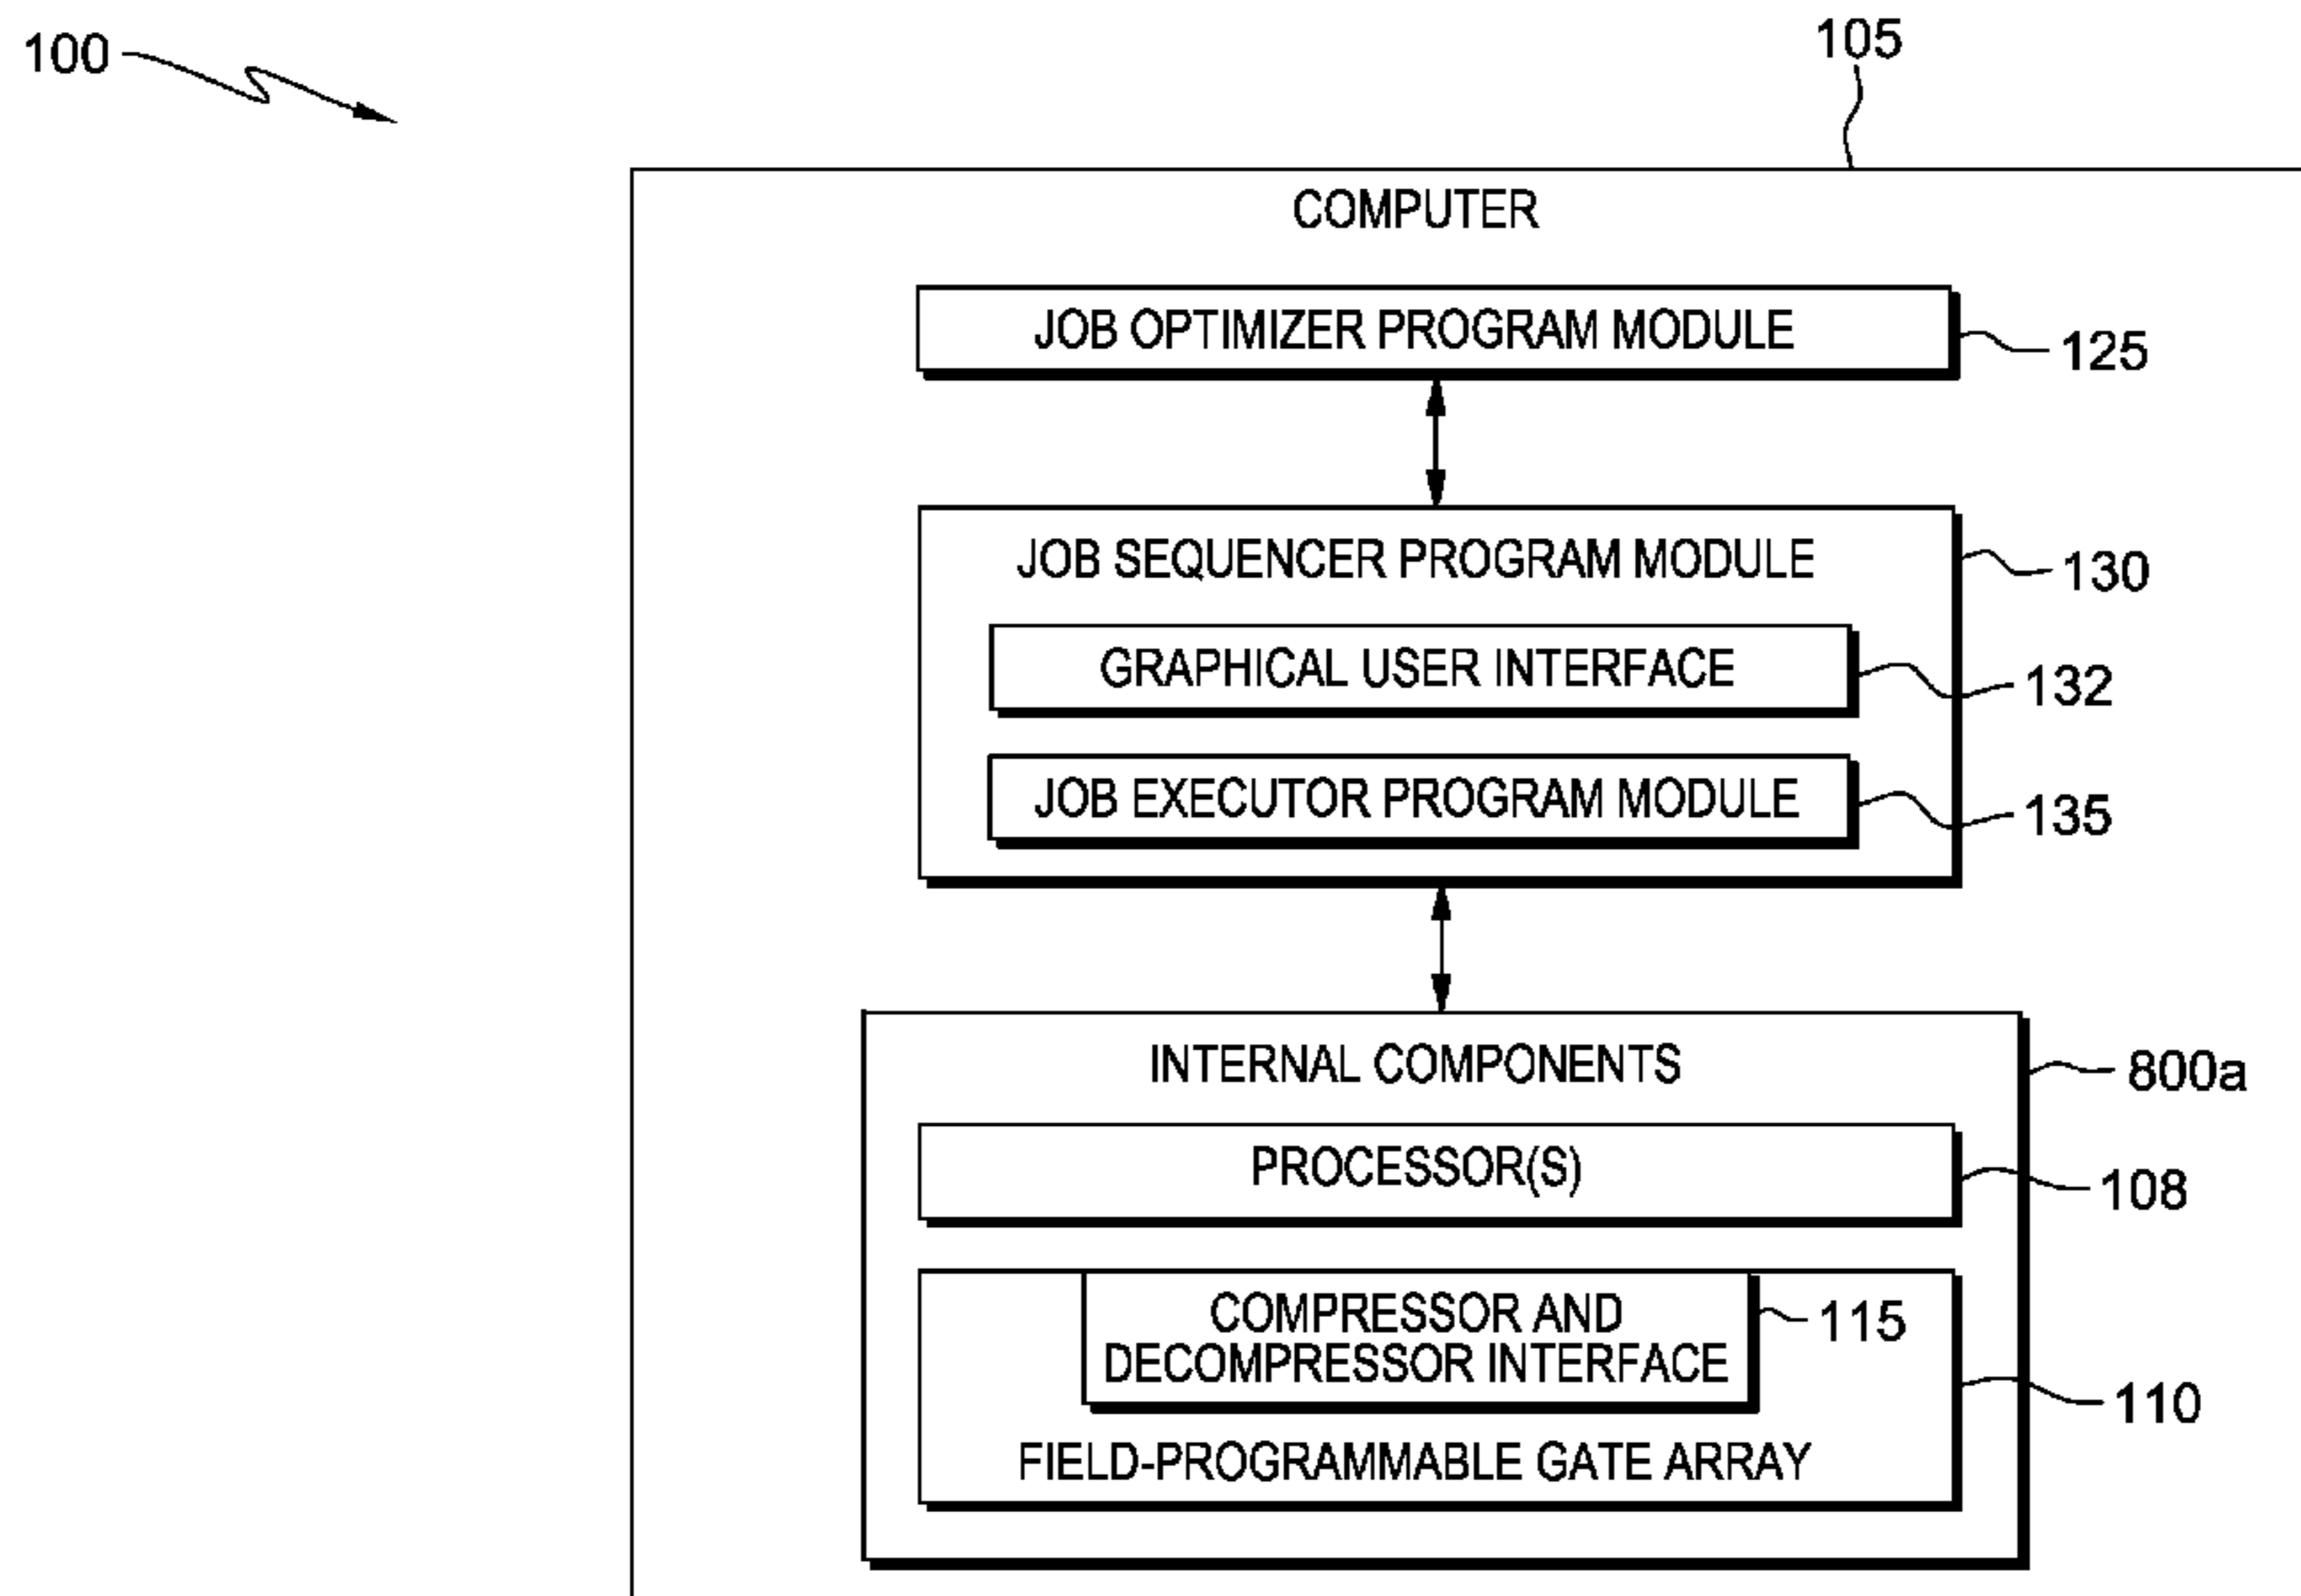 100
105
COMPUTER
JOB OPTIMIZER PROGRAM MODULE
125
JOB SEQUENCER PROGRAM MODULE
130
GRAPHICAL USER INTERFACE
132
JOB EXECUTOR PROGRAM MODULE
135
INTERNAL COMPONENTS
800a
PROCESSOR(S)
108
COMPRESSOR AND
DECOMPRESSOR INTERFACE
115
110
FIELD-PROGRAMMABLE GATE ARRAY